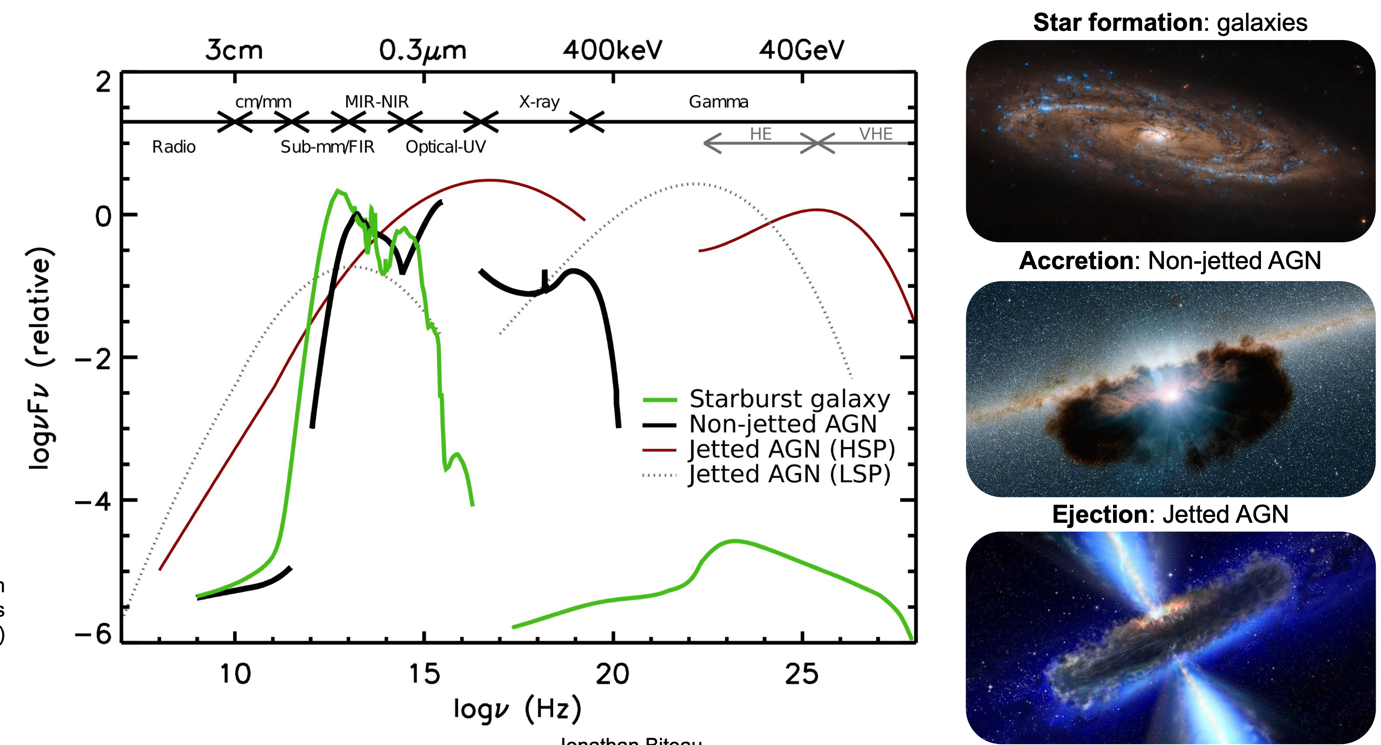 3cm 0.3μm 400keV 40GeV
cm/mm MIR-NIR X-ray Gamma
Radio Sub-mm/FIR Optical-UV HE VHE
2
0
−2
−4
−6
logνFν (relative)
Starburst galaxy
Non-jetted AGN
Jetted AGN (HSP)
Jetted AGN (LSP)
10 15 20 25
logν (Hz)
Star formation: galaxies
Accretion: Non-jetted AGN
Ejection: Jetted AGN